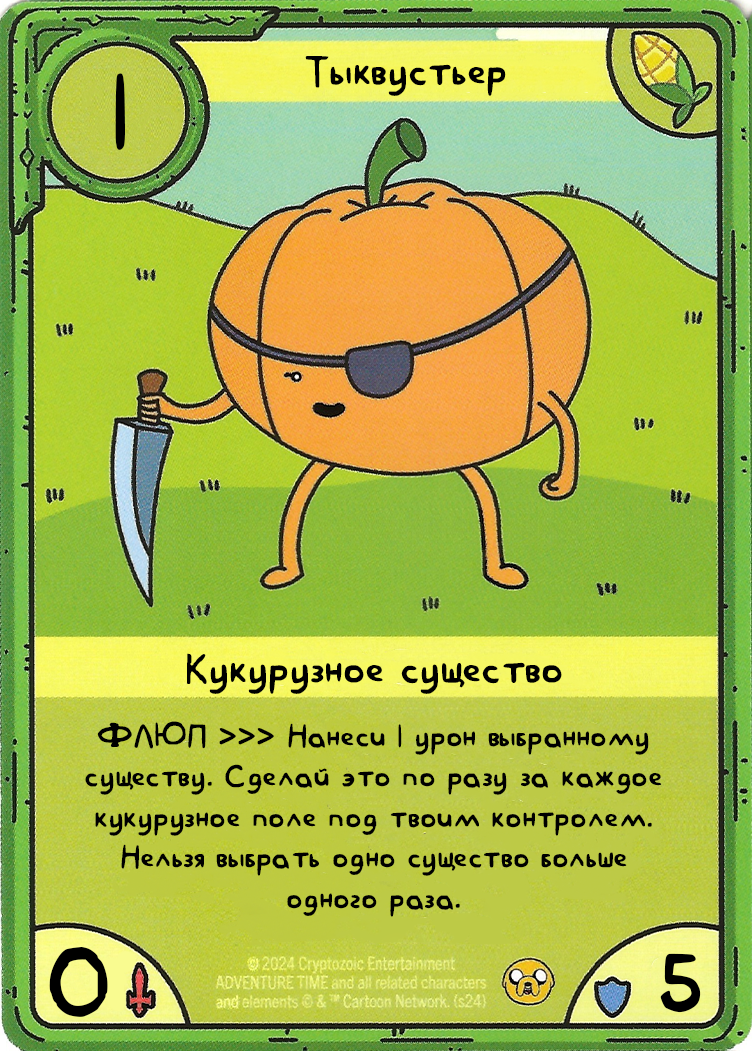 1
Тыквустьер
Кукурузное существо
ФЛЮП >>> Нанеси 1 урон выбранному
существу. Сделай это по разу за каждое
кукурузное поле под твоим контролем.
Нельзя выбрать одно существо больше
одного раза.
0
© 2024 Cryptozoic Entertainment
ADVENTURE TIME and all related characters
and elements © & ™ Cartoon Network. (s24)
5